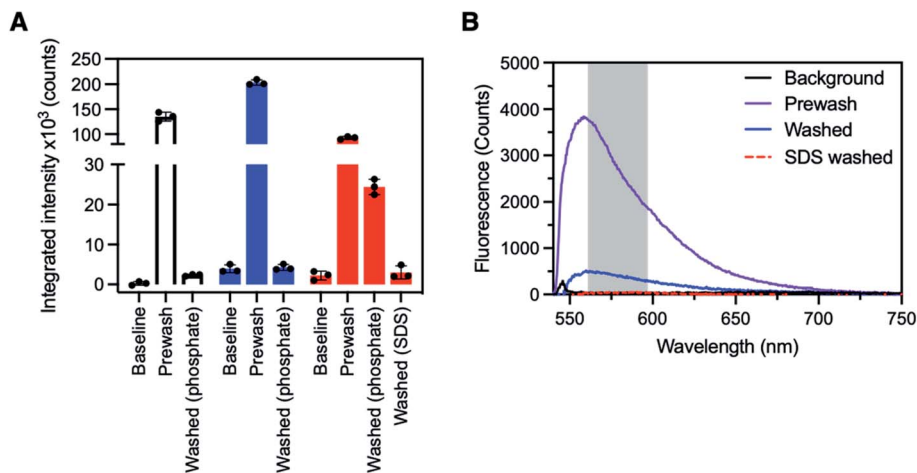 A
Integrated intensity x10³ (counts)
250
200
150
100
30
20
10
0
Baseline
Prewash
Washed (phosphate)
Baseline
Prewash
Washed (phosphate)
Baseline
Prewash
Washed (phosphate)
Washed (SDS)
B
Fluorescence (Counts)
5000
4000
3000
2000
1000
0
550
600
650
700
750
Wavelength (nm)
Background
Prewash
Washed
SDS washed